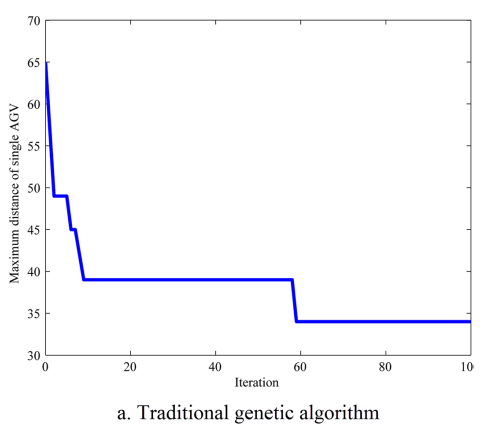 70
65
60
55
50
45
40
35
30
Maximum distance of single AGV
0 20 40 60 80 10
Iteration
a. Traditional genetic algorithm